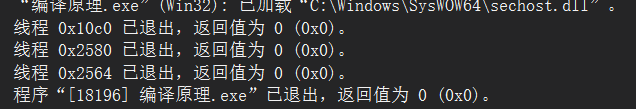 “编译原理.exe”(Win32): 已加载“C:\Windows\SysWOW64\sechost.dll”。
线程 0x10c0 已退出，返回值为 0 (0x0)。
线程 0x2580 已退出，返回值为 0 (0x0)。
线程 0x2564 已退出，返回值为 0 (0x0)。
程序“[18196] 编译原理.exe”已退出，返回值为 0 (0x0)。